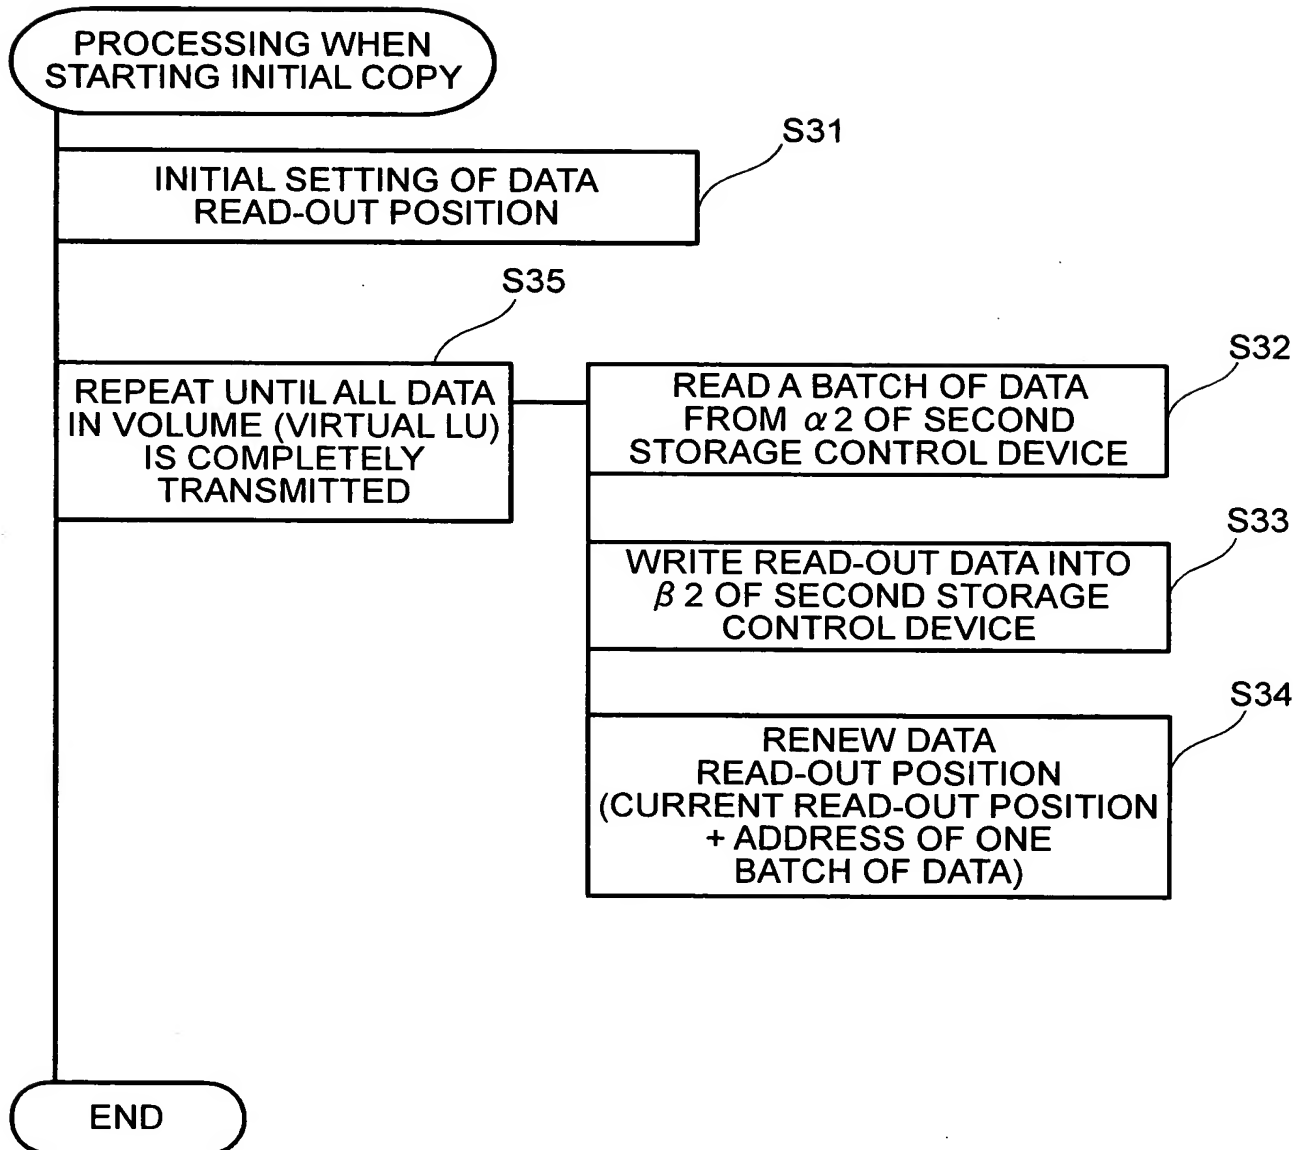 PROCESSING WHEN
STARTING INITIAL COPY
S31
INITIAL SETTING OF DATA
READ-OUT POSITION
S35
REPEAT UNTIL ALL DATA
IN VOLUME (VIRTUAL LU)
IS COMPLETELY
TRANSMITTED
S32
READ A BATCH OF DATA
FROM α2 OF SECOND
STORAGE CONTROL DEVICE
S33
WRITE READ-OUT DATA INTO
β2 OF SECOND STORAGE
CONTROL DEVICE
S34
RENEW DATA
READ-OUT POSITION
(CURRENT READ-OUT POSITION
+ ADDRESS OF ONE
BATCH OF DATA)
END